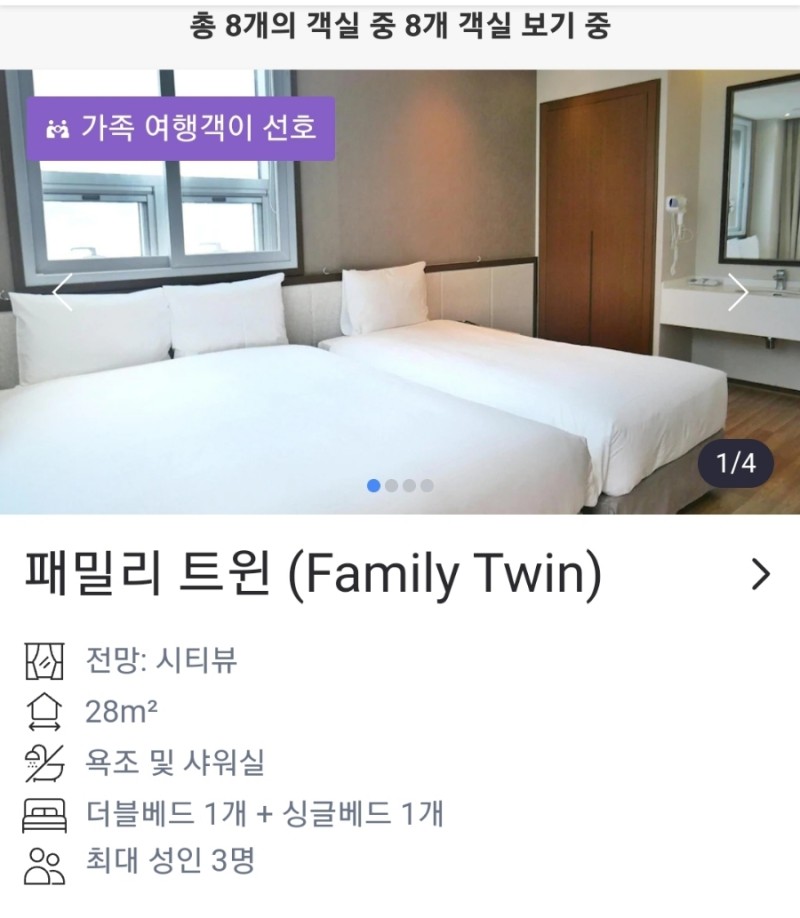 총 8개의 객실 중 8개 객실 보기 중
가족 여행객이 선호
1/4
패밀리 트윈 (Family Twin)
전망: 시티뷰
28m²
욕조 및 샤워실
더블베드 1개 + 싱글베드 1개
최대 성인 3명